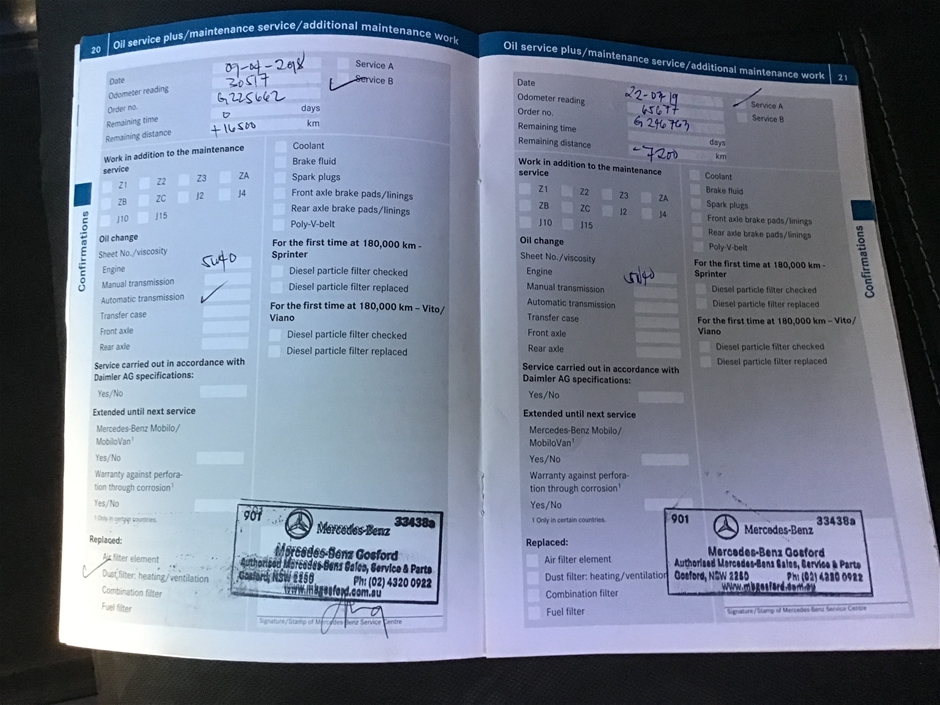 20 Oil service plus/maintenance service/additional maintenance work
Date 09-04-2018
Odometer reading 30517
Order no. G225662
Remaining time 0 days
Remaining distance +16500 km
Service A
Service B
Work in addition to the maintenance service
Z1 Z2 Z3 ZA
ZB ZC J2 J4
J10 J15
Oil change
Sheet No./viscosity
Engine 5W40
Manual transmission
Automatic transmission
Transfer case
Front axle
Rear axle
Service carried out in accordance with
Daimler AG specifications:
Yes/No
Extended until next service
Mercedes-Benz Mobilo/
MobiloVan¹
Yes/No
Warranty against perfora-
tion through corrosion¹
Yes/No
¹ Only in certain countries.
Replaced:
Air filter element
Dust filter: heating/ventilation
Combination filter
Fuel filter
Coolant
Brake fluid
Spark plugs
Front axle brake pads/linings
Rear axle brake pads/linings
Poly-V-belt
For the first time at 180,000 km -
Sprinter
Diesel particle filter checked
Diesel particle filter replaced
For the first time at 180,000 km – Vito/
Viano
Diesel particle filter checked
Diesel particle filter replaced
901 33438a
Mercedes-Benz
Mercedes-Benz Gosford
Authorised Mercedes-Benz Sales, Service & Parts
Gosford, NSW 2250 Ph: (02) 4320 0922
www.mbgosford.com.au
Signature/Stamp of Mercedes-Benz Service Centre
Confirmations
Oil service plus/maintenance service/additional maintenance work 21
Date 22-07-19
Odometer reading 65677
Order no. G246763
Remaining time days
Remaining distance -7200 km
Service A
Service B
Work in addition to the maintenance
service
Z1 Z2 Z3 ZA
ZB ZC J2 J4
J10 J15
Oil change
Sheet No./viscosity
Engine 5W40
Manual transmission
Automatic transmission
Transfer case
Front axle
Rear axle
Service carried out in accordance with
Daimler AG specifications:
Yes/No
Extended until next service
Mercedes-Benz Mobilo/
MobiloVan¹
Yes/No
Warranty against perfora-
tion through corrosion¹
Yes/No
¹ Only in certain countries.
Replaced:
Air filter element
Dust filter: heating/ventilation
Combination filter
Fuel filter
Coolant
Brake fluid
Spark plugs
Front axle brake pads/linings
Rear axle brake pads/linings
Poly-V-belt
For the first time at 180,000 km -
Sprinter
Diesel particle filter checked
Diesel particle filter replaced
For the first time at 180,000 km – Vito/
Viano
Diesel particle filter checked
Diesel particle filter replaced
901 33438a
Mercedes-Benz
Mercedes-Benz Gosford
Authorised Mercedes-Benz Sales, Service & Parts
Gosford, NSW 2250 Ph: (02) 4320 0922
www.mbgosford.com.au
Signature/Stamp of Mercedes-Benz Service Centre
Confirmations